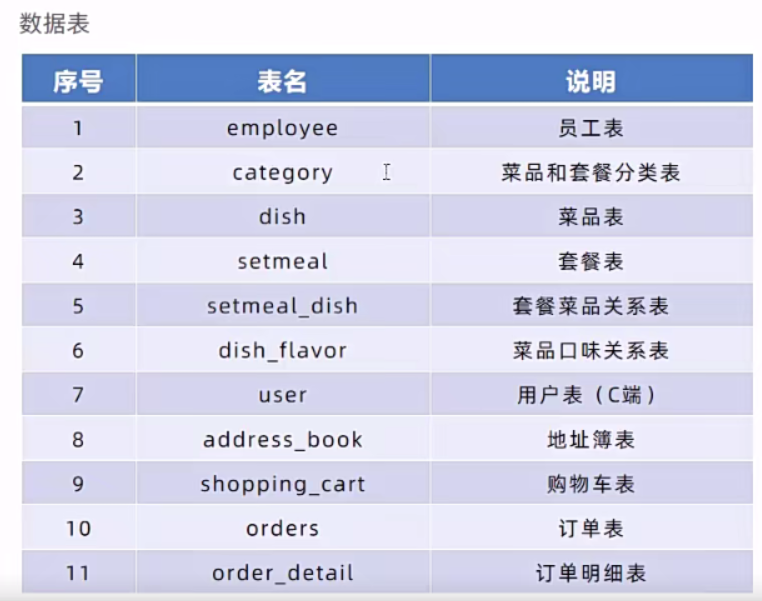 数据表
序号 表名 说明
1 employee 员工表
2 category 菜品和套餐分类表
3 dish 菜品表
4 setmeal 套餐表
5 setmeal_dish 套餐菜品关系表
6 dish_flavor 菜品口味关系表
7 user 用户表（C端）
8 address_book 地址簿表
9 shopping_cart 购物车表
10 orders 订单表
11 order_detail 订单明细表